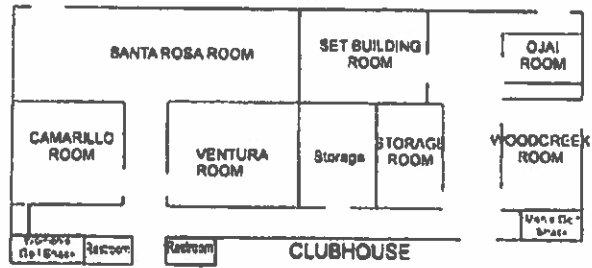 SANTA ROSA ROOM
SET BUILDING
ROOM
OJAI
ROOM
CAMARILLO
ROOM
VENTURA
ROOM
Storage
STORAGE
ROOM
WOODCREEK
ROOM
Restroom
Restroom
CLUBHOUSE